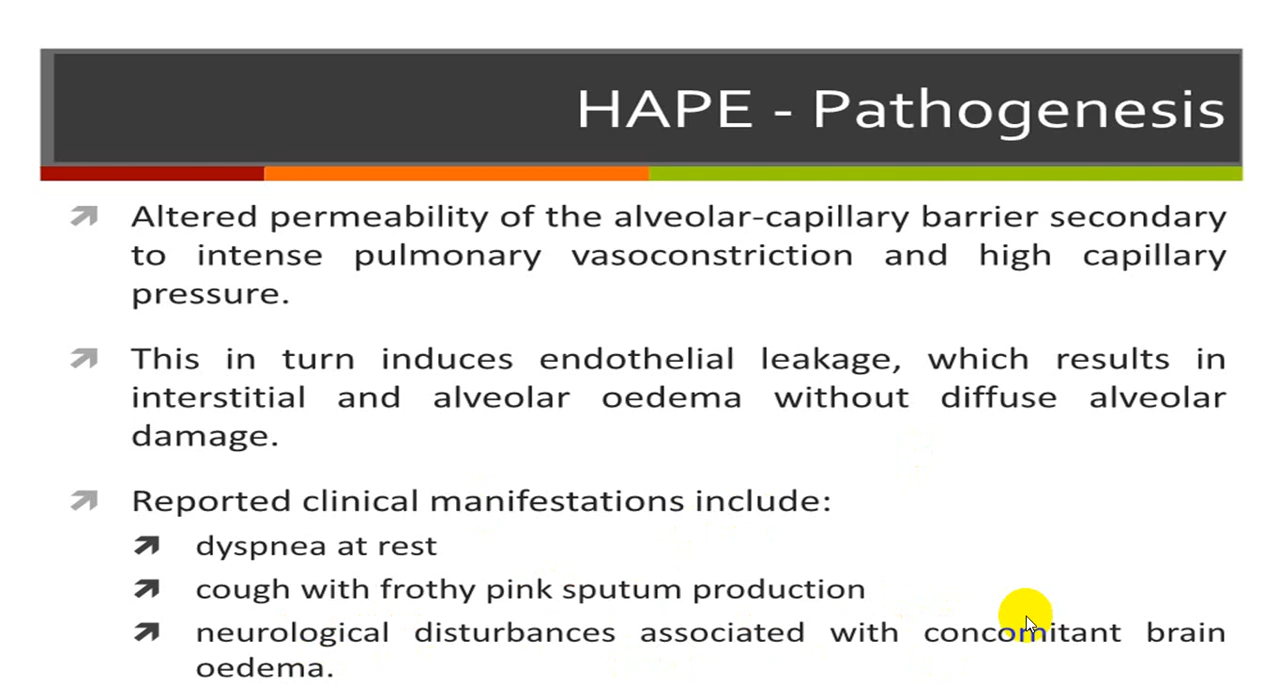 HAPE - Pathogenesis
Altered permeability of the alveolar-capillary barrier secondary
to intense pulmonary vasoconstriction and high capillary
pressure.
This in turn induces endothelial leakage, which results in
interstitial and alveolar oedema without diffuse alveolar
damage.
Reported clinical manifestations include:
dyspnea at rest
cough with frothy pink sputum production
neurological disturbances associated with concomitant brain
oedema.